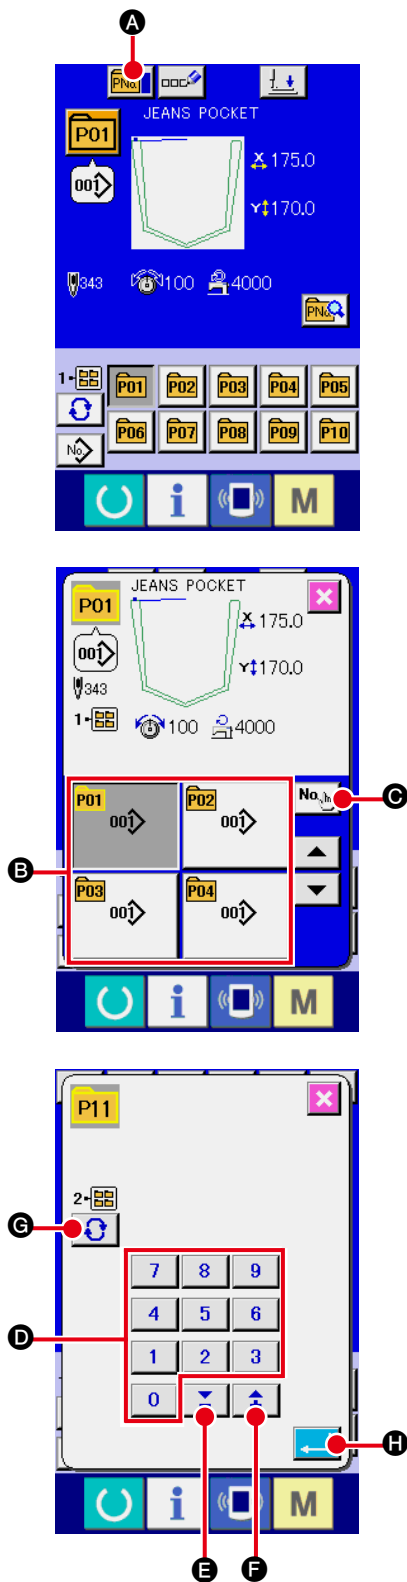 A
PNo.
JEANS POCKET
P01
001
X 175.0
Y 170.0
343 100 4000
PNo.
1-
P01 P02 P03 P04 P05
P06 P07 P08 P09 P10
No.
i M
JEANS POCKET
P01
001
X 175.0
343
Y 170.0
1- 100 4000
P01 P02
No.
C
001 001
B
P03 P04
001 001
i M
P11
2-
G
7 8 9
4 5 6
D
1 2 3
0
H
i M
E F